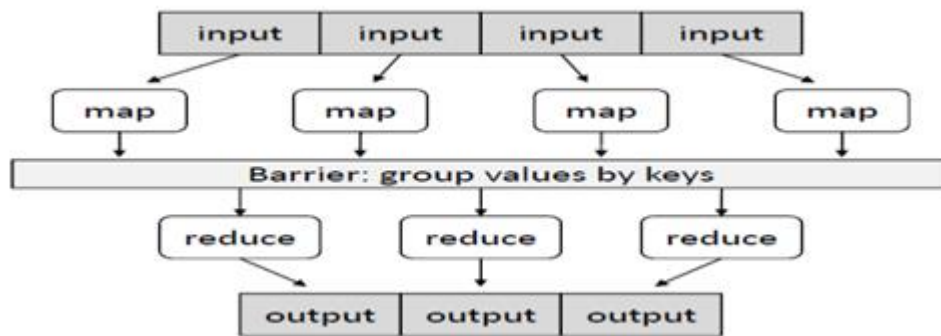 input input input input
map map map map
Barrier: group values by keys
reduce reduce reduce
output output output